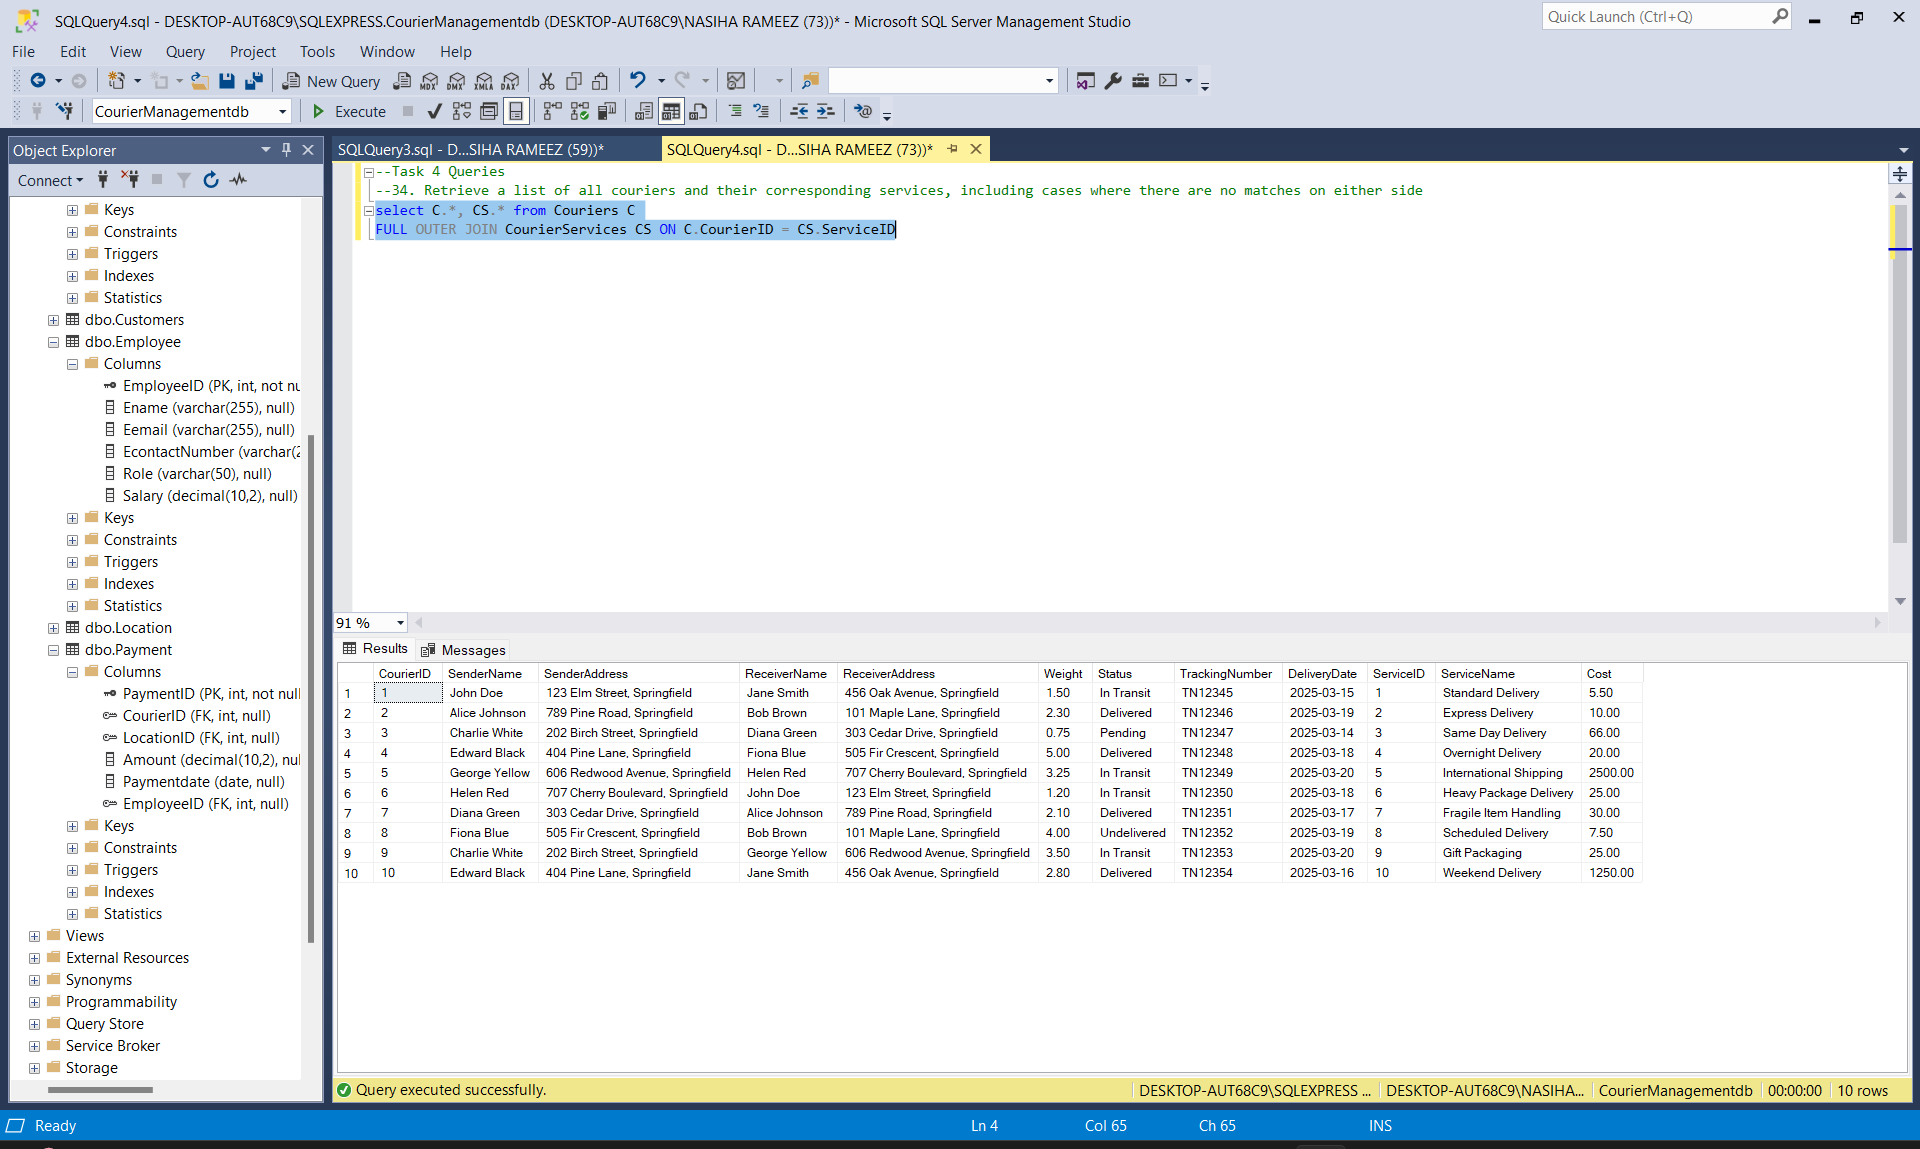 SQLQuery4.sql - DESKTOP-AUT68C9\SQLEXPRESS.CourierManagementdb (DESKTOP-AUT68C9\NASIHA RAMEEZ (73))* - Microsoft SQL Server Management Studio
Quick Launch (Ctrl+Q)
File Edit View Query Project Tools Window Help
New Query MDX DMX XMLA DAX
CourierManagementdb Execute
Object Explorer
SQLQuery3.sql - D...SIHA RAMEEZ (59))* SQLQuery4.sql - D...SIHA RAMEEZ (73))*
Connect
Keys
Constraints
Triggers
Indexes
Statistics
dbo.Customers
dbo.Employee
Columns
EmployeeID (PK, int, not nu
Ename (varchar(255), null)
Eemail (varchar(255), null)
EcontactNumber (varchar(2
Role (varchar(50), null)
Salary (decimal(10,2), null)
Keys
Constraints
Triggers
Indexes
Statistics
dbo.Location
dbo.Payment
Columns
PaymentID (PK, int, not null
CourierID (FK, int, null)
LocationID (FK, int, null)
Amount (decimal(10,2), nul
Paymentdate (date, null)
EmployeeID (FK, int, null)
Keys
Constraints
Triggers
Indexes
Statistics
Views
External Resources
Synonyms
Programmability
Query Store
Service Broker
Storage
--Task 4 Queries
--34. Retrieve a list of all couriers and their corresponding services, including cases where there are no matches on either side
select C.*, CS.* from Couriers C
FULL OUTER JOIN CourierServices CS ON C.CourierID = CS.ServiceID
91 %
Results Messages
CourierID SenderName SenderAddress ReceiverName ReceiverAddress Weight Status TrackingNumber DeliveryDate ServiceID ServiceName Cost
1 1 John Doe 123 Elm Street, Springfield Jane Smith 456 Oak Avenue, Springfield 1.50 In Transit TN12345 2025-03-15 1 Standard Delivery 5.50
2 2 Alice Johnson 789 Pine Road, Springfield Bob Brown 101 Maple Lane, Springfield 2.30 Delivered TN12346 2025-03-19 2 Express Delivery 10.00
3 3 Charlie White 202 Birch Street, Springfield Diana Green 303 Cedar Drive, Springfield 0.75 Pending TN12347 2025-03-14 3 Same Day Delivery 66.00
4 4 Edward Black 404 Pine Lane, Springfield Fiona Blue 505 Fir Crescent, Springfield 5.00 Delivered TN12348 2025-03-18 4 Overnight Delivery 20.00
5 5 George Yellow 606 Redwood Avenue, Springfield Helen Red 707 Cherry Boulevard, Springfield 3.25 In Transit TN12349 2025-03-20 5 International Shipping 2500.00
6 6 Helen Red 707 Cherry Boulevard, Springfield John Doe 123 Elm Street, Springfield 1.20 In Transit TN12350 2025-03-18 6 Heavy Package Delivery 25.00
7 7 Diana Green 303 Cedar Drive, Springfield Alice Johnson 789 Pine Road, Springfield 2.10 Delivered TN12351 2025-03-17 7 Fragile Item Handling 30.00
8 8 Fiona Blue 505 Fir Crescent, Springfield Bob Brown 101 Maple Lane, Springfield 4.00 Undelivered TN12352 2025-03-19 8 Scheduled Delivery 7.50
9 9 Charlie White 202 Birch Street, Springfield George Yellow 606 Redwood Avenue, Springfield 3.50 In Transit TN12353 2025-03-20 9 Gift Packaging 25.00
10 10 Edward Black 404 Pine Lane, Springfield Jane Smith 456 Oak Avenue, Springfield 2.80 Delivered TN12354 2025-03-16 10 Weekend Delivery 1250.00
Query executed successfully. DESKTOP-AUT68C9\SQLEXPRESS ... DESKTOP-AUT68C9\NASIHA... CourierManagementdb 00:00:00 10 rows
Ready Ln 4 Col 65 Ch 65 INS